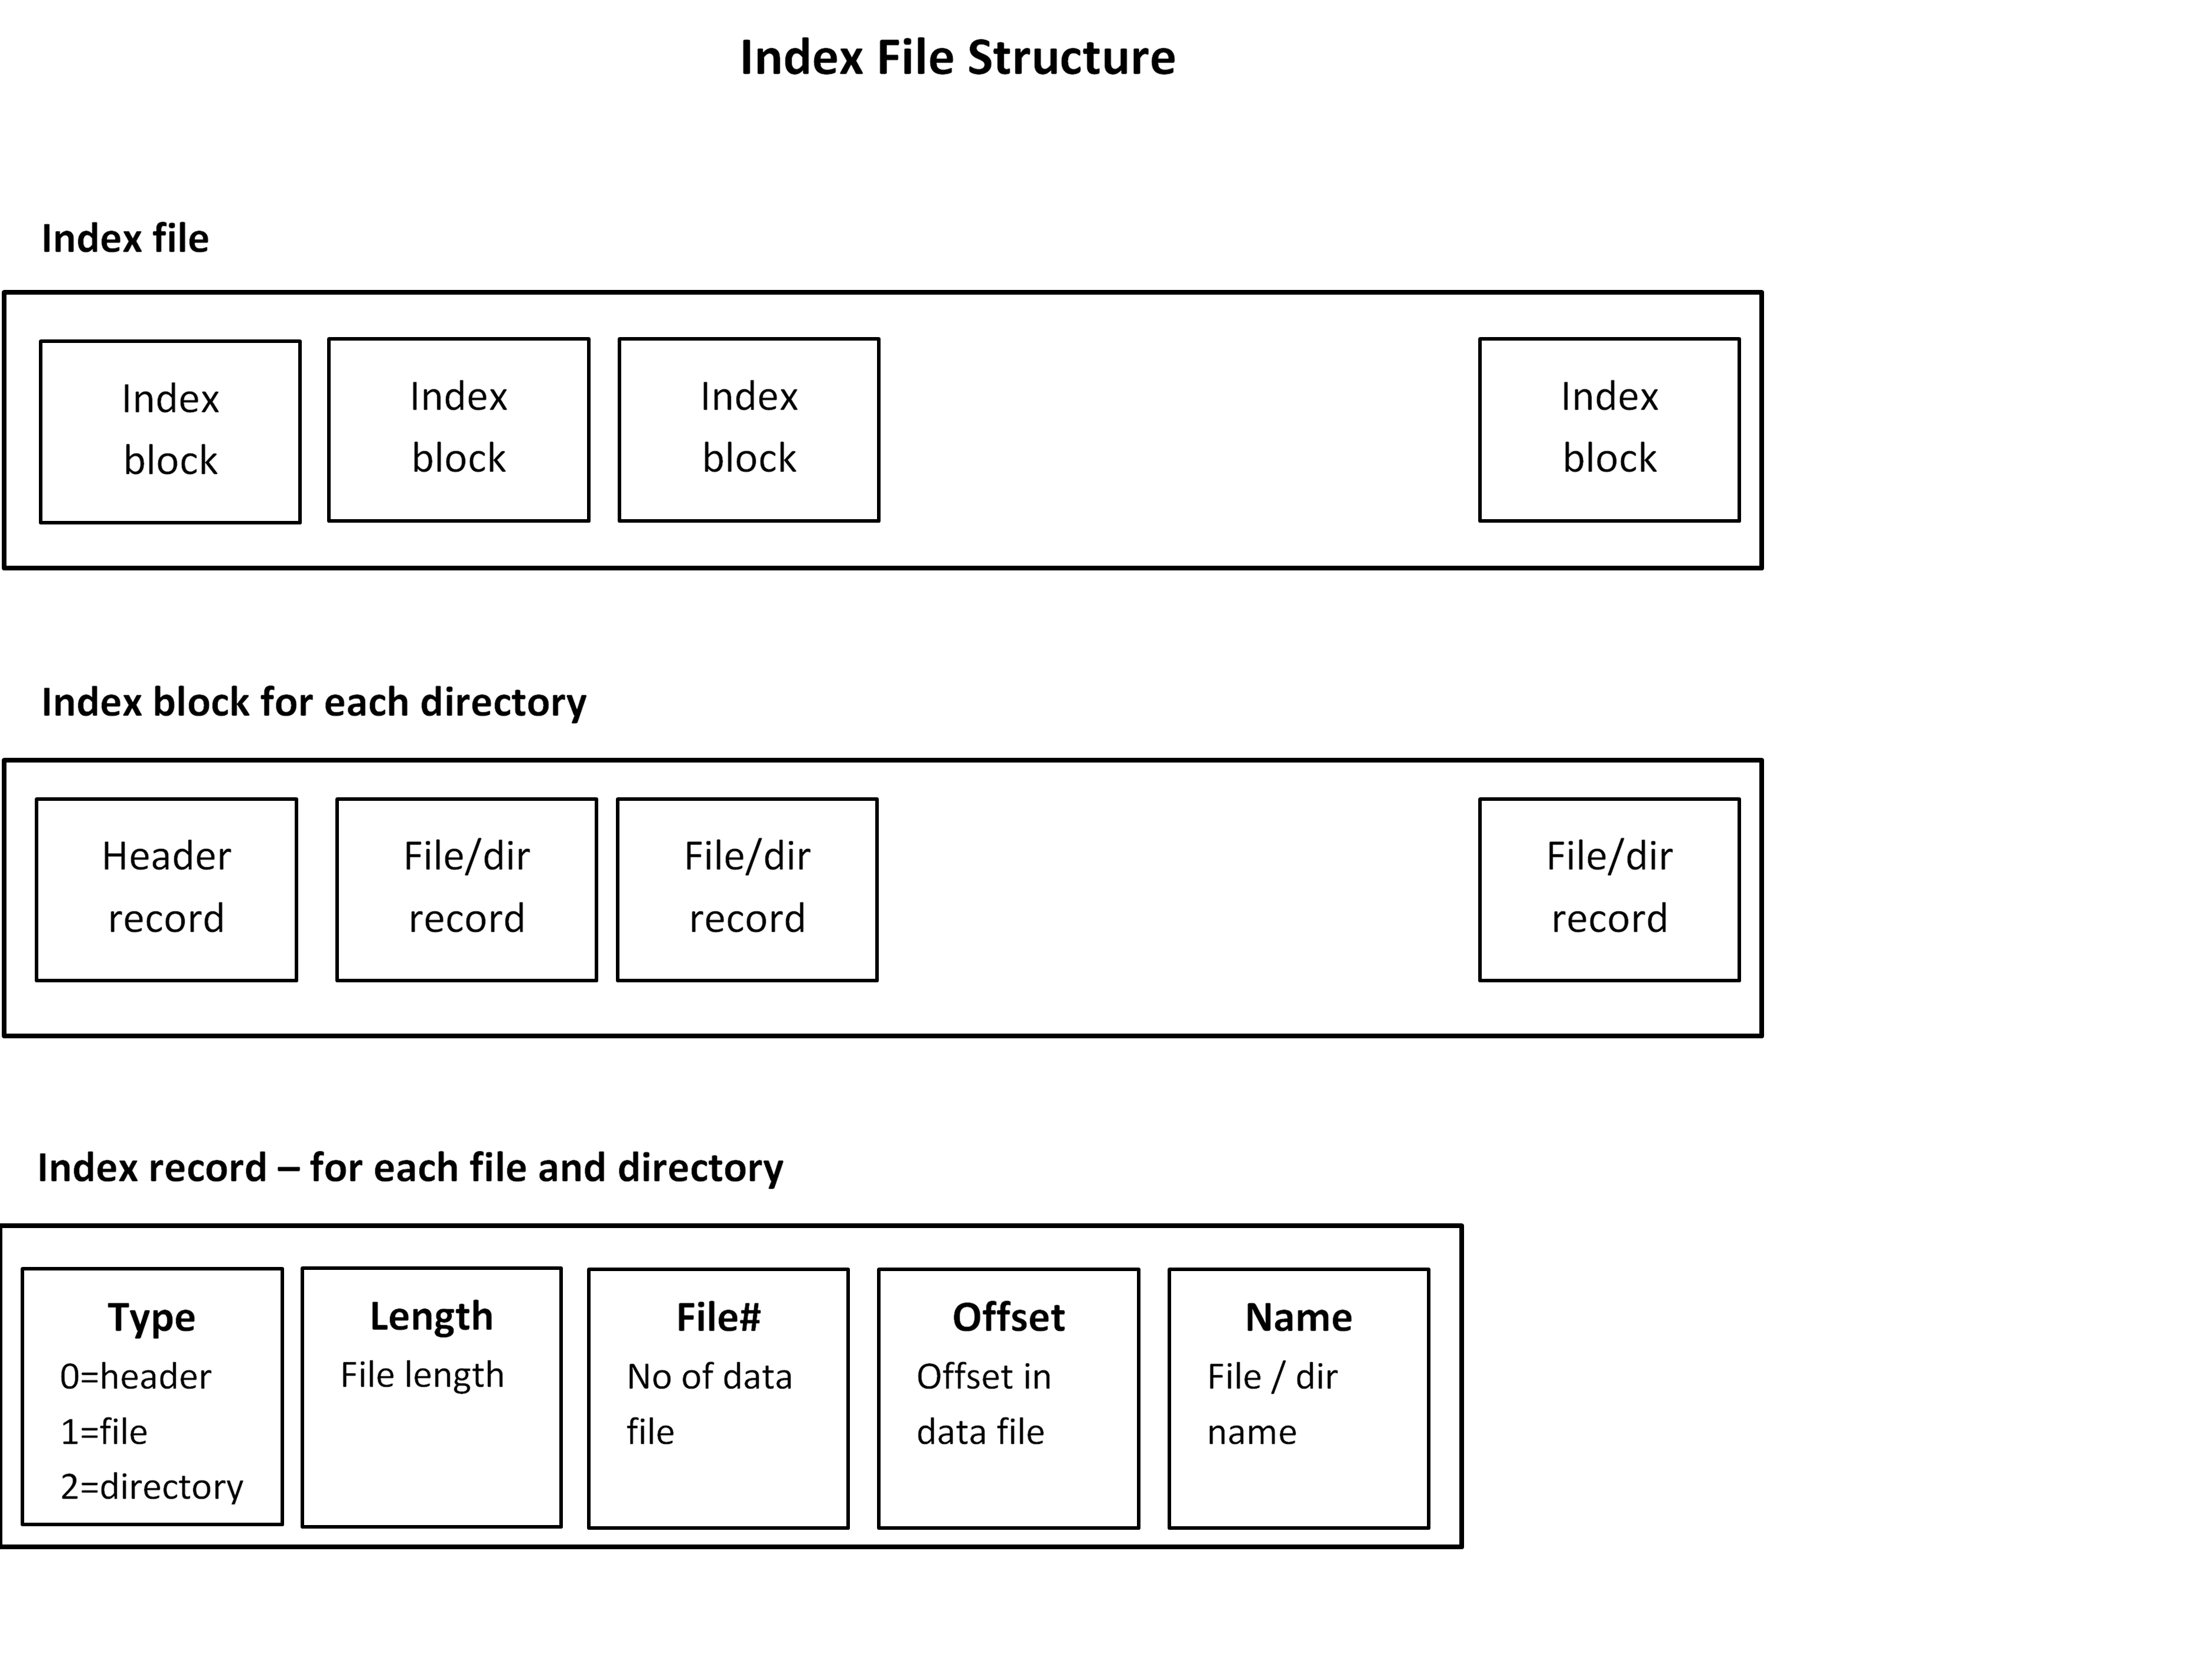 Index File Structure
Index file
Index
block
Index
block
Index
block
Index
block
Index block for each directory
Header
record
File/dir
record
File/dir
record
File/dir
record
Index record – for each file and directory
Type
0=header
1=file
2=directory
Length
File length
File#
No of data
file
Offset
Offset in
data file
Name
File / dir
name